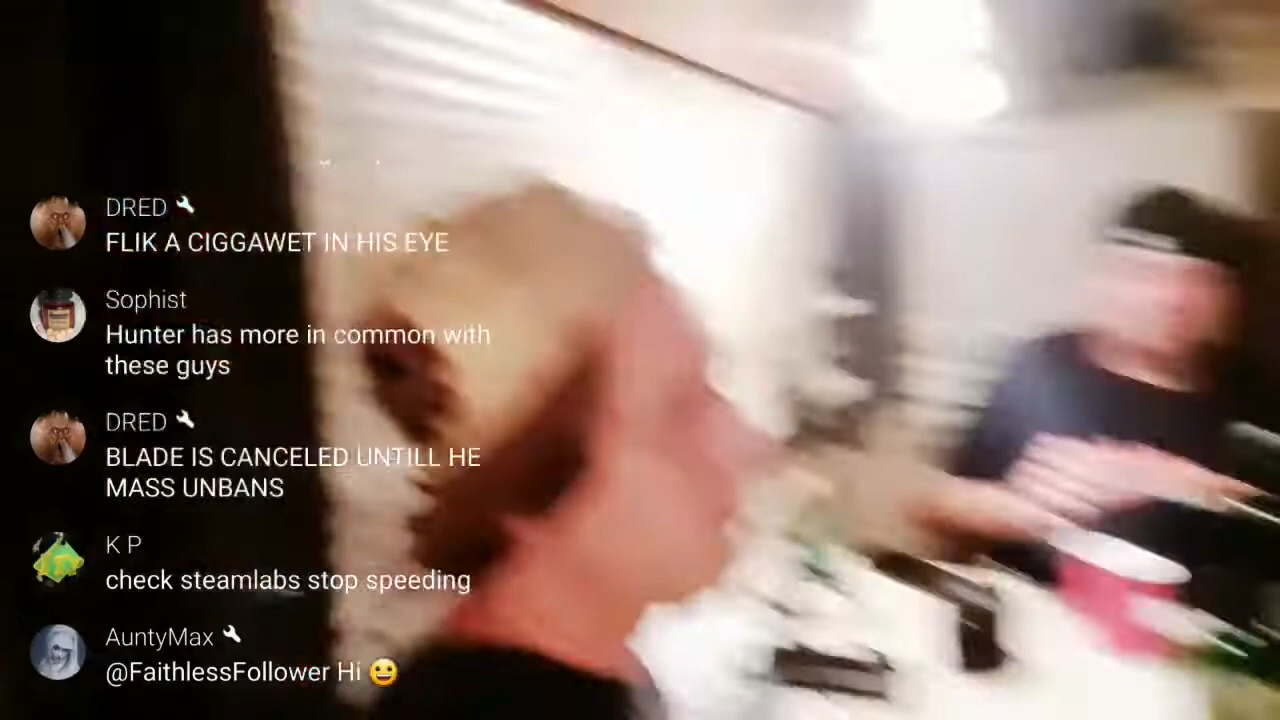 DRED
FLIK A CIGGAWET IN HIS EYE
Sophist
Hunter has more in common with
these guys
DRED
BLADE IS CANCELED UNTILL HE
MASS UNBANS
K P
check steamlabs stop speeding
AuntyMax
@FaithlessFollower Hi 😀